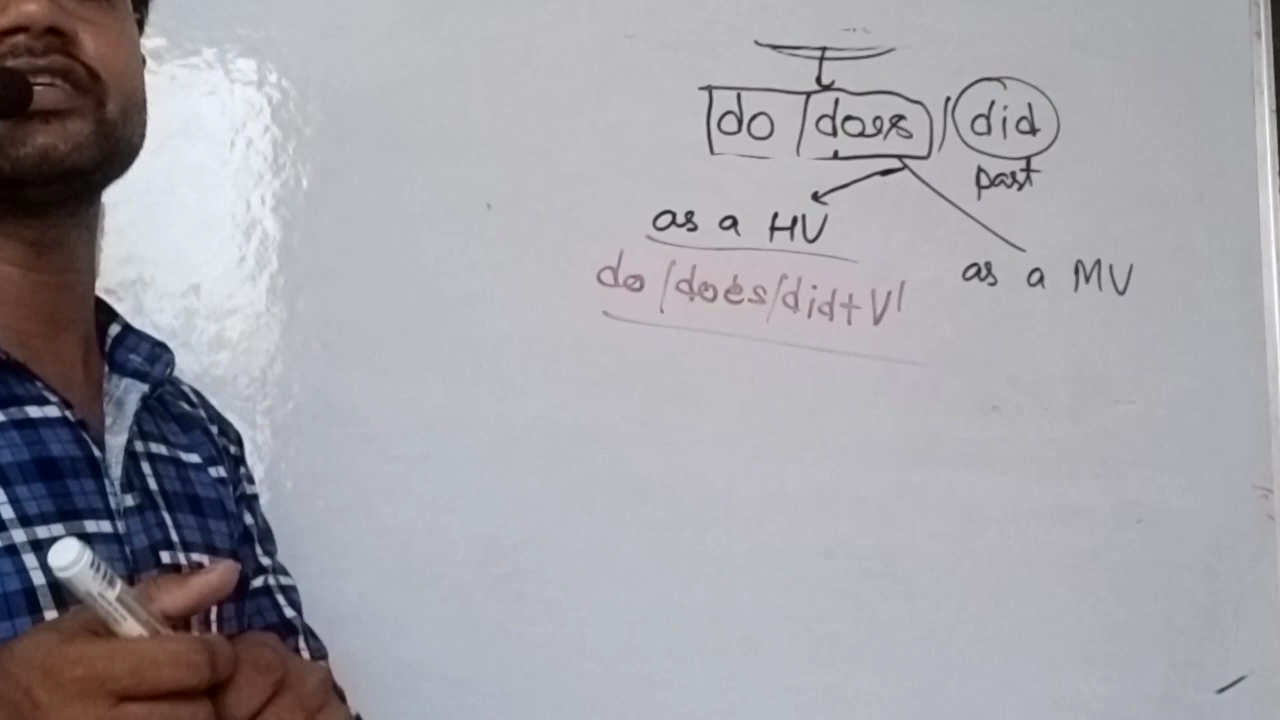 do does / did
past
as a HV
as a MV
do/does/did+V1